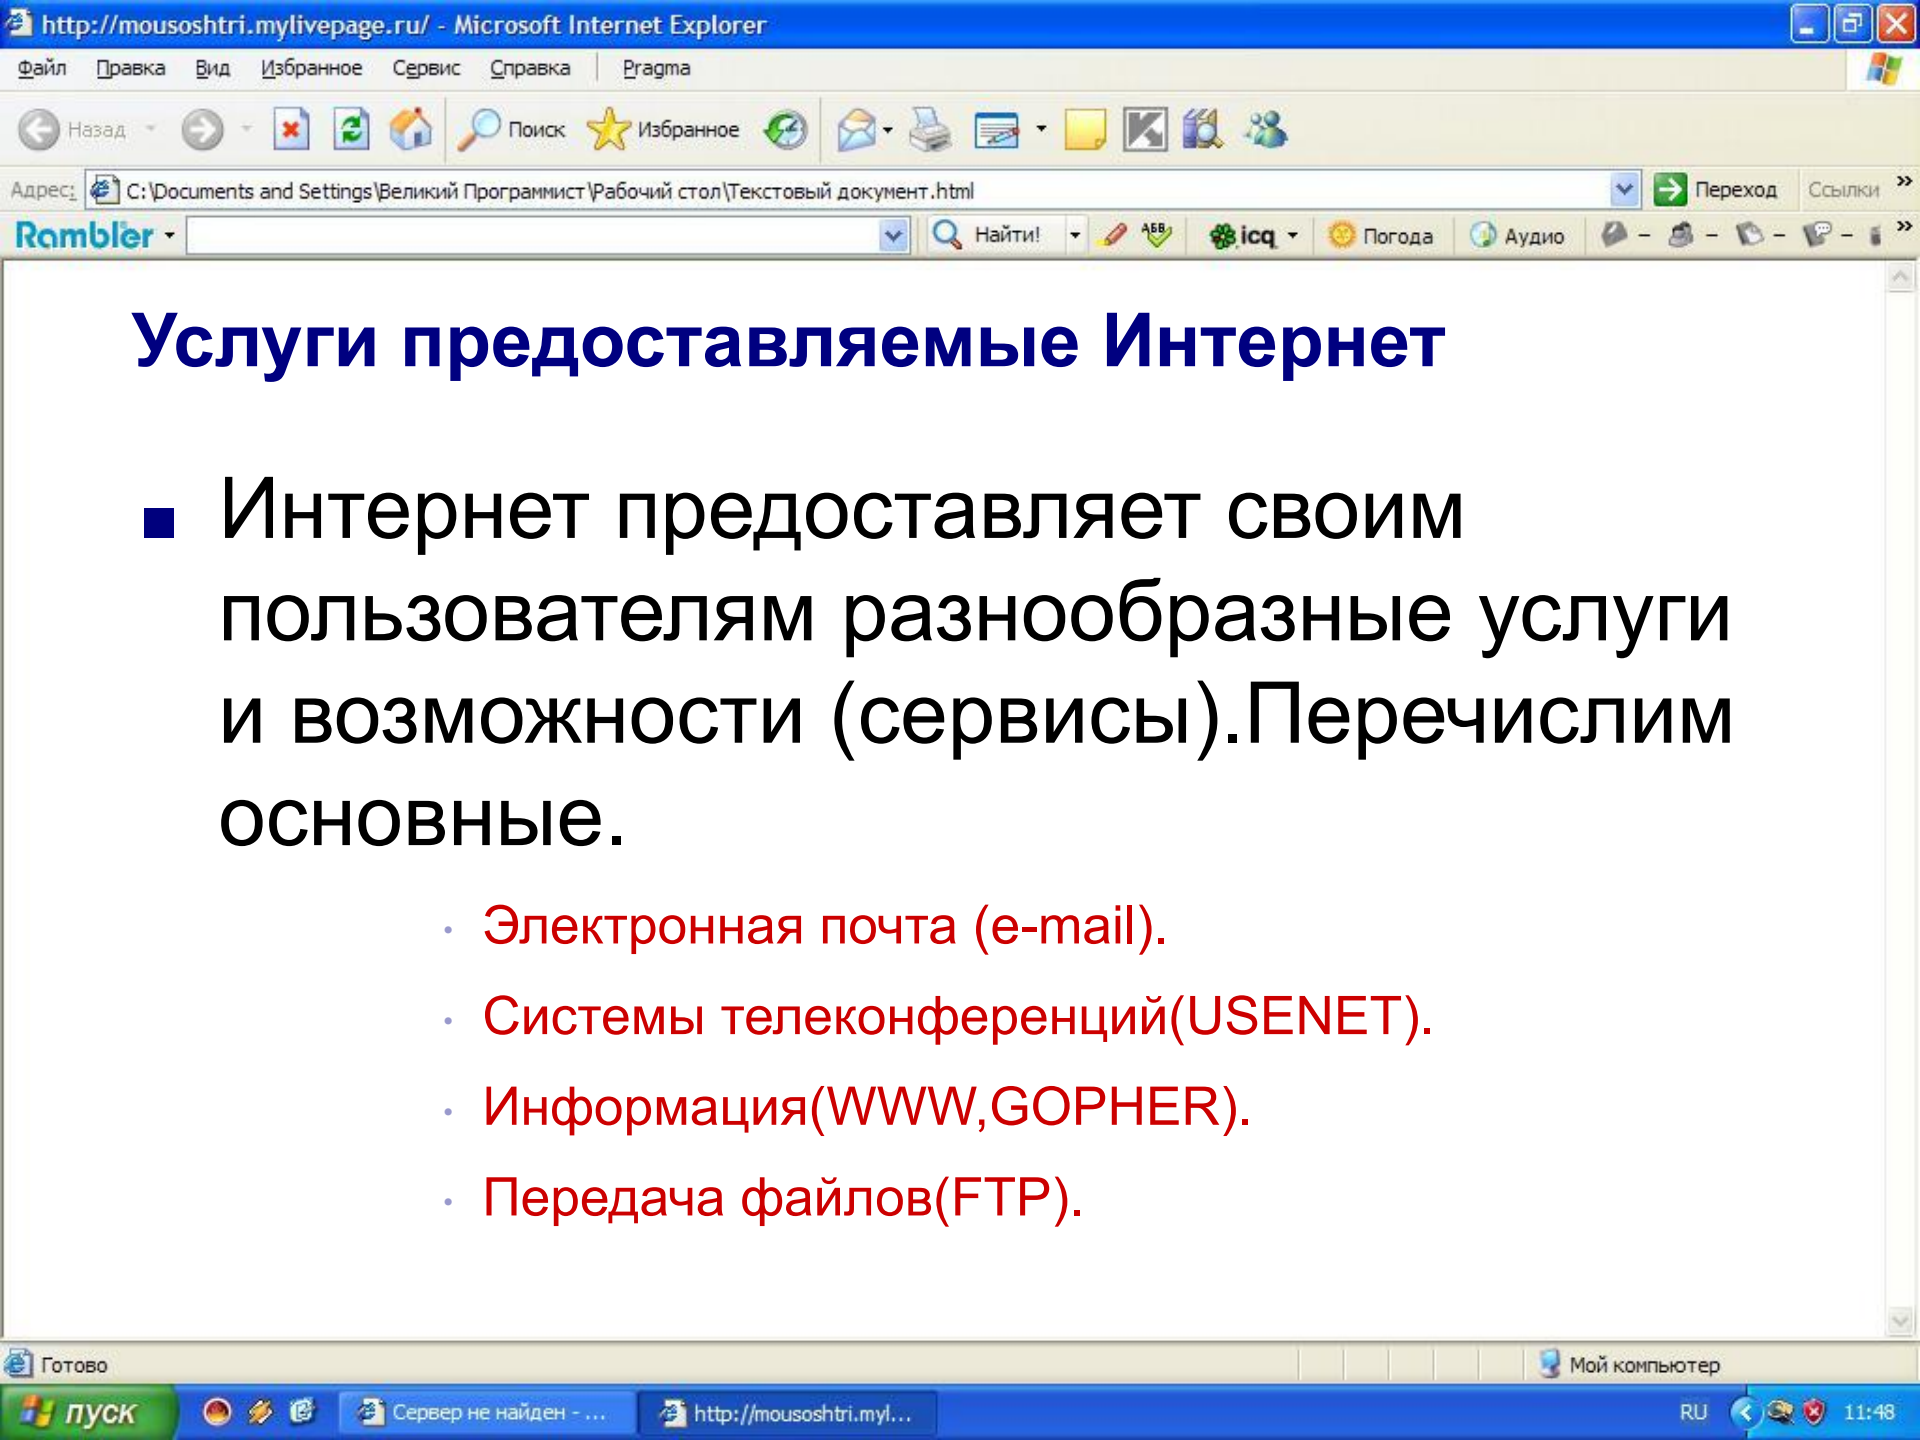 http://mousoshtri.mylivepage.ru/ - Microsoft Internet Explorer
Файл Правка Вид Избранное Сервис Справка Pragma
Назад Поиск Избранное
Адрес: C:\Documents and Settings\Великий Программист\Рабочий стол\Текстовый документ.html Переход Ссылки »
Rambler Найти! АБВ icq Погода Аудио »
Услуги предоставляемые Интернет
Интернет предоставляет своим
пользователям разнообразные услуги
и возможности (сервисы).Перечислим
основные.
Электронная почта (e-mail).
Системы телеконференций(USENET).
Информация(WWW,GOPHER).
Передача файлов(FTP).
Готово Мой компьютер
пуск Сервер не найден - ... http://mousoshtri.myl... RU 11:48